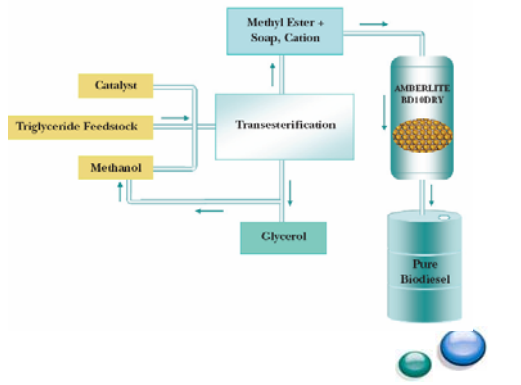 Methyl Ester +
Soap, Cation
Catalyst
AMBERLITE
BD10DRY
Triglyceride Feedstock
Transesterification
Methanol
Glycerol
Pure
Biodiesel